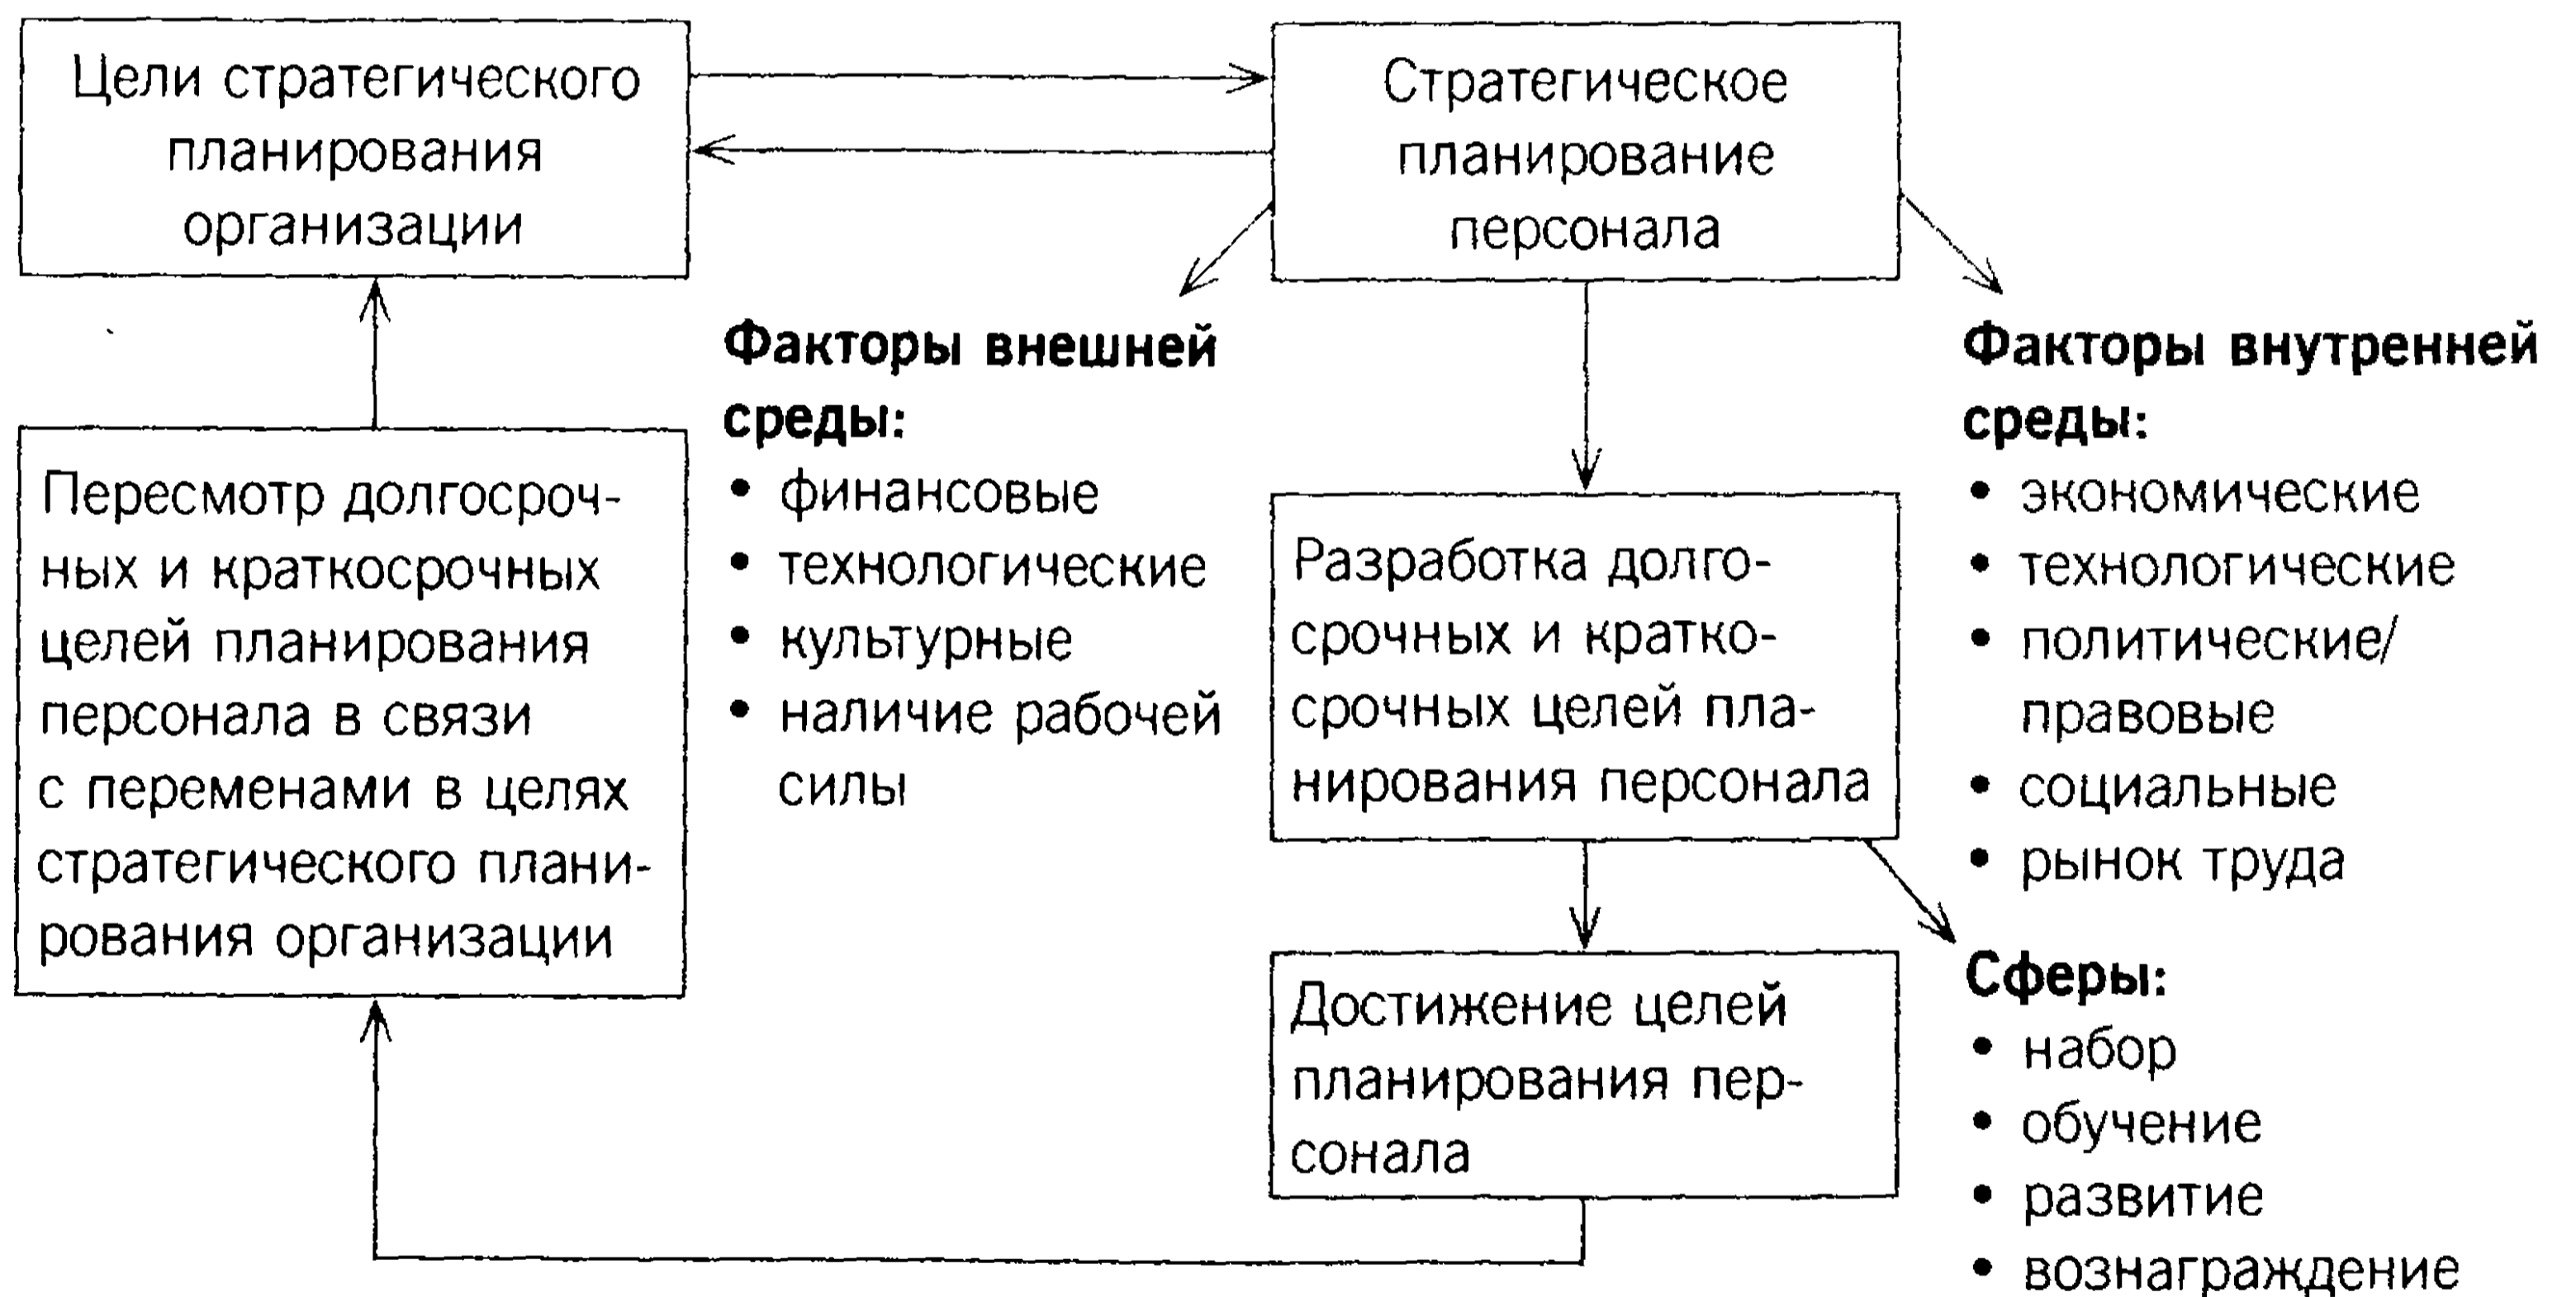 Цели стратегического
планирования
организации
Стратегическое
планирование
персонала
Факторы внешней
среды:
• финансовые
• технологические
• культурные
• наличие рабочей
силы
Факторы внутренней
среды:
• экономические
• технологические
• политические/
правовые
• социальные
• рынок труда
Пересмотр долгосроч-
ных и краткосрочных
целей планирования
персонала в связи
с переменами в целях
стратегического плани-
рования организации
Разработка долго-
срочных и кратко-
срочных целей пла-
нирования персонала
Сферы:
• набор
• обучение
• развитие
• вознаграждение
Достижение целей
планирования пер-
сонала